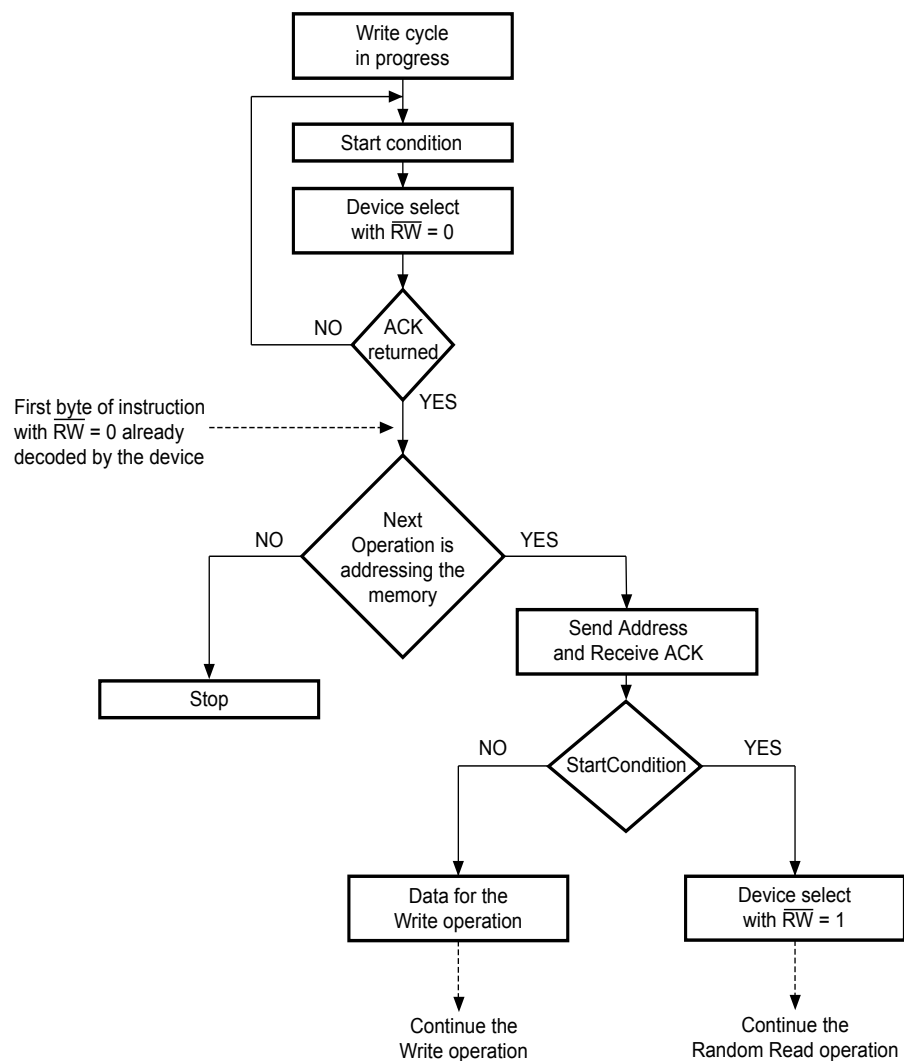 Write cycle
in progress
Start condition
Device select
with R̅W̅ = 0
NO
ACK
returned
YES
First byte of instruction
with R̅W̅ = 0 already
decoded by the device
NO
Next
Operation is
addressing the
memory
YES
Send Address
and Receive ACK
Stop
NO
StartCondition
YES
Data for the
Write operation
Device select
with R̅W̅ = 1
Continue the
Write operation
Continue the
Random Read operation